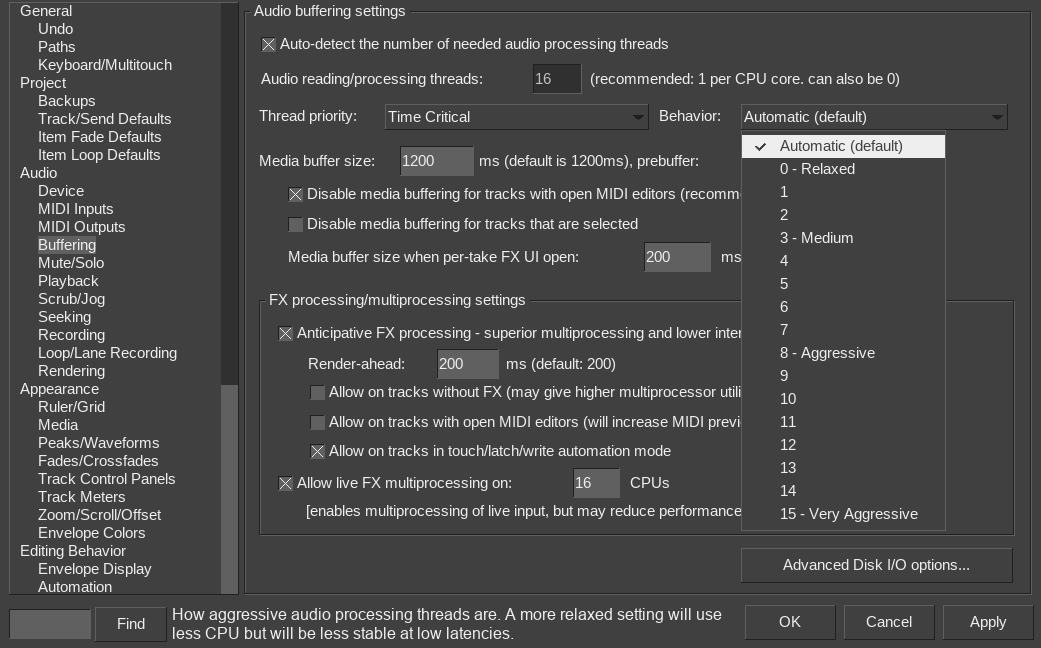 General
Undo
Paths
Keyboard/Multitouch
Project
Backups
Track/Send Defaults
Item Fade Defaults
Item Loop Defaults
Audio
Device
MIDI Inputs
MIDI Outputs
Buffering
Mute/Solo
Playback
Scrub/Jog
Seeking
Recording
Loop/Lane Recording
Rendering
Appearance
Ruler/Grid
Media
Peaks/Waveforms
Fades/Crossfades
Track Control Panels
Track Meters
Zoom/Scroll/Offset
Envelope Colors
Editing Behavior
Envelope Display
Automation
Audio buffering settings
Auto-detect the number of needed audio processing threads
Audio reading/processing threads: 16 (recommended: 1 per CPU core. can also be 0)
Thread priority: Time Critical Behavior: Automatic (default)
Media buffer size: 1200 ms (default is 1200ms), prebuffer:
Disable media buffering for tracks with open MIDI editors (recomm
Disable media buffering for tracks that are selected
Media buffer size when per-take FX UI open: 200 ms
FX processing/multiprocessing settings
Anticipative FX processing - superior multiprocessing and lower inter
Render-ahead: 200 ms (default: 200)
Allow on tracks without FX (may give higher multiprocessor utili
Allow on tracks with open MIDI editors (will increase MIDI previ
Allow on tracks in touch/latch/write automation mode
Allow live FX multiprocessing on: 16 CPUs
[enables multiprocessing of live input, but may reduce performance
Automatic (default)
0 - Relaxed
1
2
3 - Medium
4
5
6
7
8 - Aggressive
9
10
11
12
13
14
15 - Very Aggressive
Advanced Disk I/O options...
Find
How aggressive audio processing threads are. A more relaxed setting will use
less CPU but will be less stable at low latencies.
OK Cancel Apply